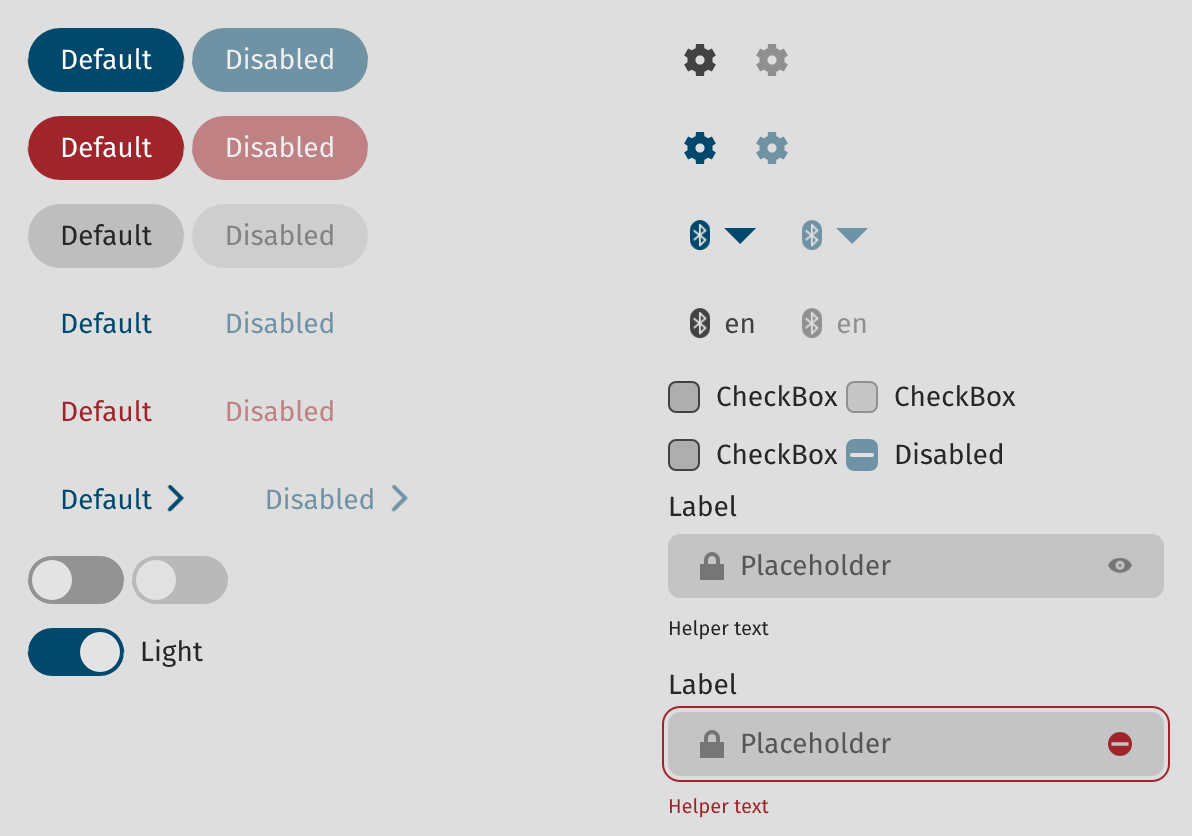 Default Disabled
Default Disabled
Default Disabled
Default Disabled
Default Disabled
Default Disabled
Light
en en
CheckBox CheckBox
CheckBox Disabled
Label
Placeholder
Helper text
Label
Placeholder
Helper text